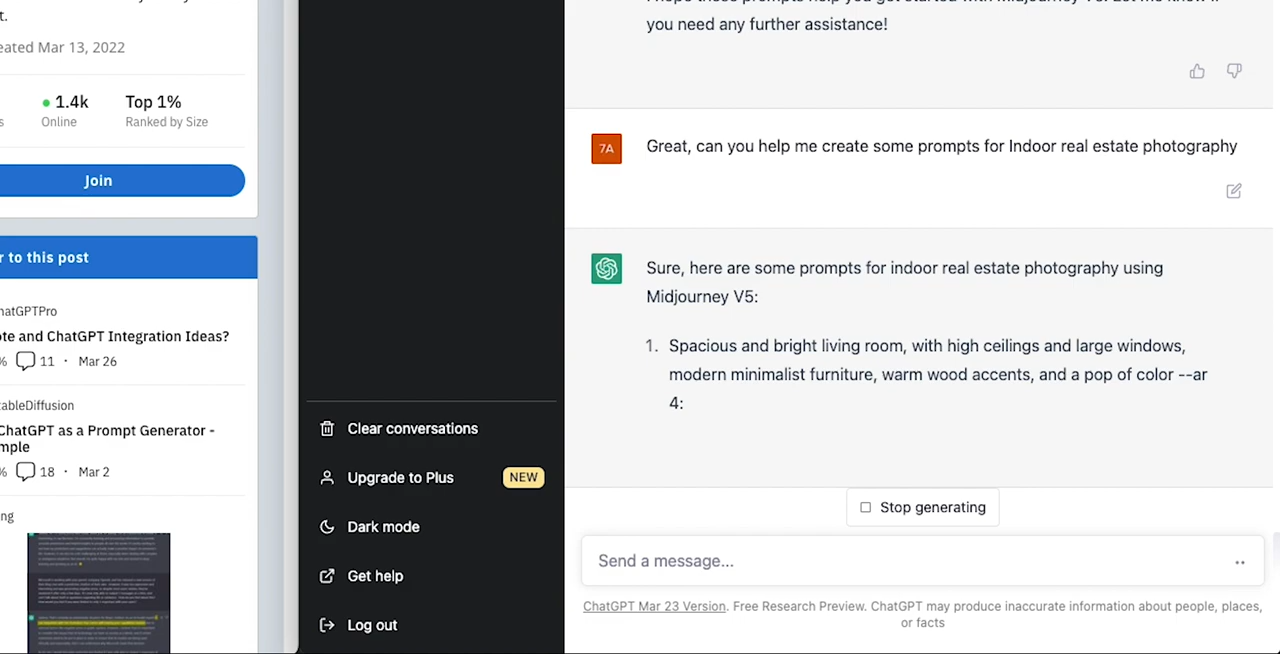 t.
eated Mar 13, 2022
1.4k
Top 1%
s
Online
Ranked by Size
Join
r to this post
hatGPTPro
ote and ChatGPT Integration Ideas?
%
11 · Mar 26
tableDiffusion
ChatGPT as a Prompt Generator -
mple
%
18 · Mar 2
ng
Clear conversations
Upgrade to Plus
NEW
Dark mode
Get help
Log out
you need any further assistance!
7A
Great, can you help me create some prompts for Indoor real estate photography
Sure, here are some prompts for indoor real estate photography using
Midjourney V5:
1. Spacious and bright living room, with high ceilings and large windows,
modern minimalist furniture, warm wood accents, and a pop of color --ar
4:
Stop generating
Send a message...
ChatGPT Mar 23 Version. Free Research Preview. ChatGPT may produce inaccurate information about people, places,
or facts